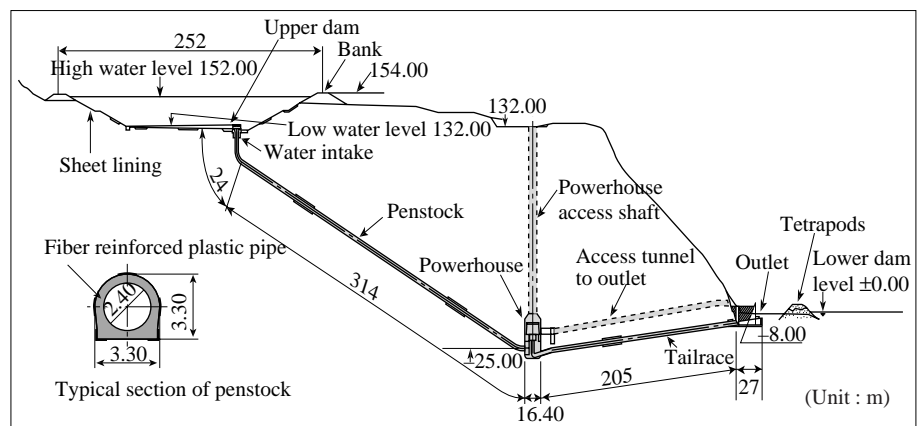 Upper dam
252
Bank
High water level 152.00
154.00
132.00
Low water level 132.00
Water intake
Sheet lining
24
Penstock
Powerhouse
access shaft
Tetrapods
Fiber reinforced plastic pipe
Powerhouse
Access tunnel
to outlet
Outlet
Lower dam
level ±0.00
2.40
3.30
314
−8.00
±25.00
Tailrace
3.30
205
27
Typical section of penstock
16.40
(Unit : m)